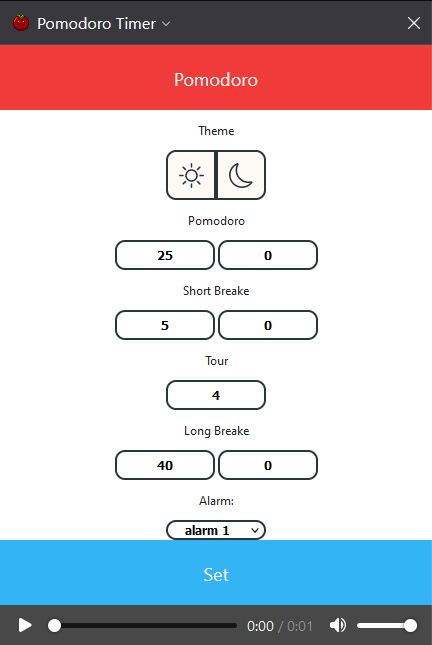 Pomodoro Timer
Pomodoro
Theme
Pomodoro
25 0
Short Breake
5 0
Tour
4
Long Breake
40 0
Alarm:
alarm 1
Set
0:00 / 0:01